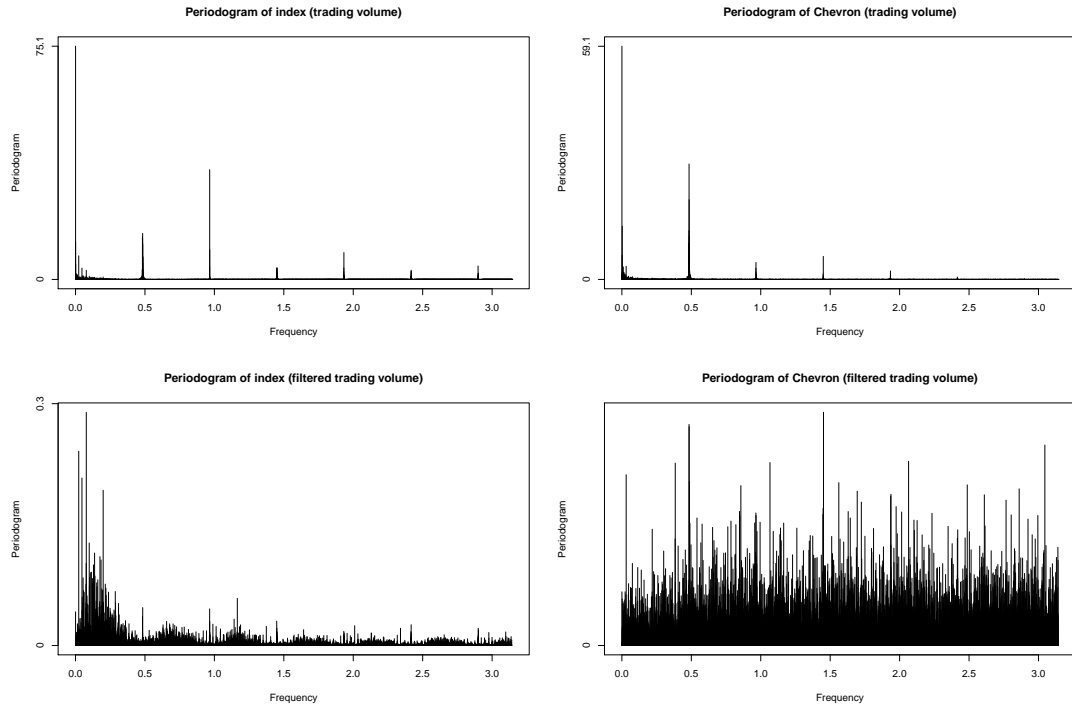 Periodogram of index (trading volume)
Periodogram
75.1
0
0.0 0.5 1.0 1.5 2.0 2.5 3.0
Frequency
Periodogram of Chevron (trading volume)
Periodogram
59.1
0
0.0 0.5 1.0 1.5 2.0 2.5 3.0
Frequency
Periodogram of index (filtered trading volume)
Periodogram
0.3
0
0.0 0.5 1.0 1.5 2.0 2.5 3.0
Frequency
Periodogram of Chevron (filtered trading volume)
Periodogram
0
0.0 0.5 1.0 1.5 2.0 2.5 3.0
Frequency